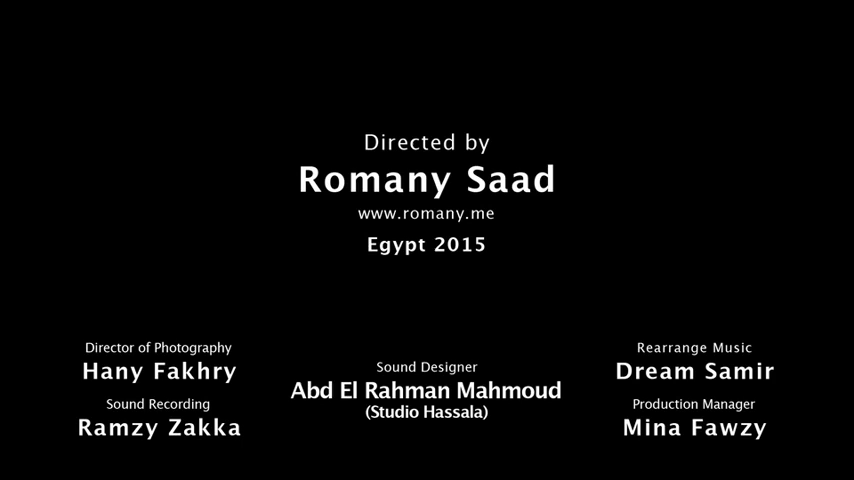 Directed by
Romany Saad
www.romany.me
Egypt 2015
Director of Photography
Hany Fakhry
Sound Recording
Ramzy Zakka
Sound Designer
Abd El Rahman Mahmoud
(Studio Hassala)
Rearrange Music
Dream Samir
Production Manager
Mina Fawzy